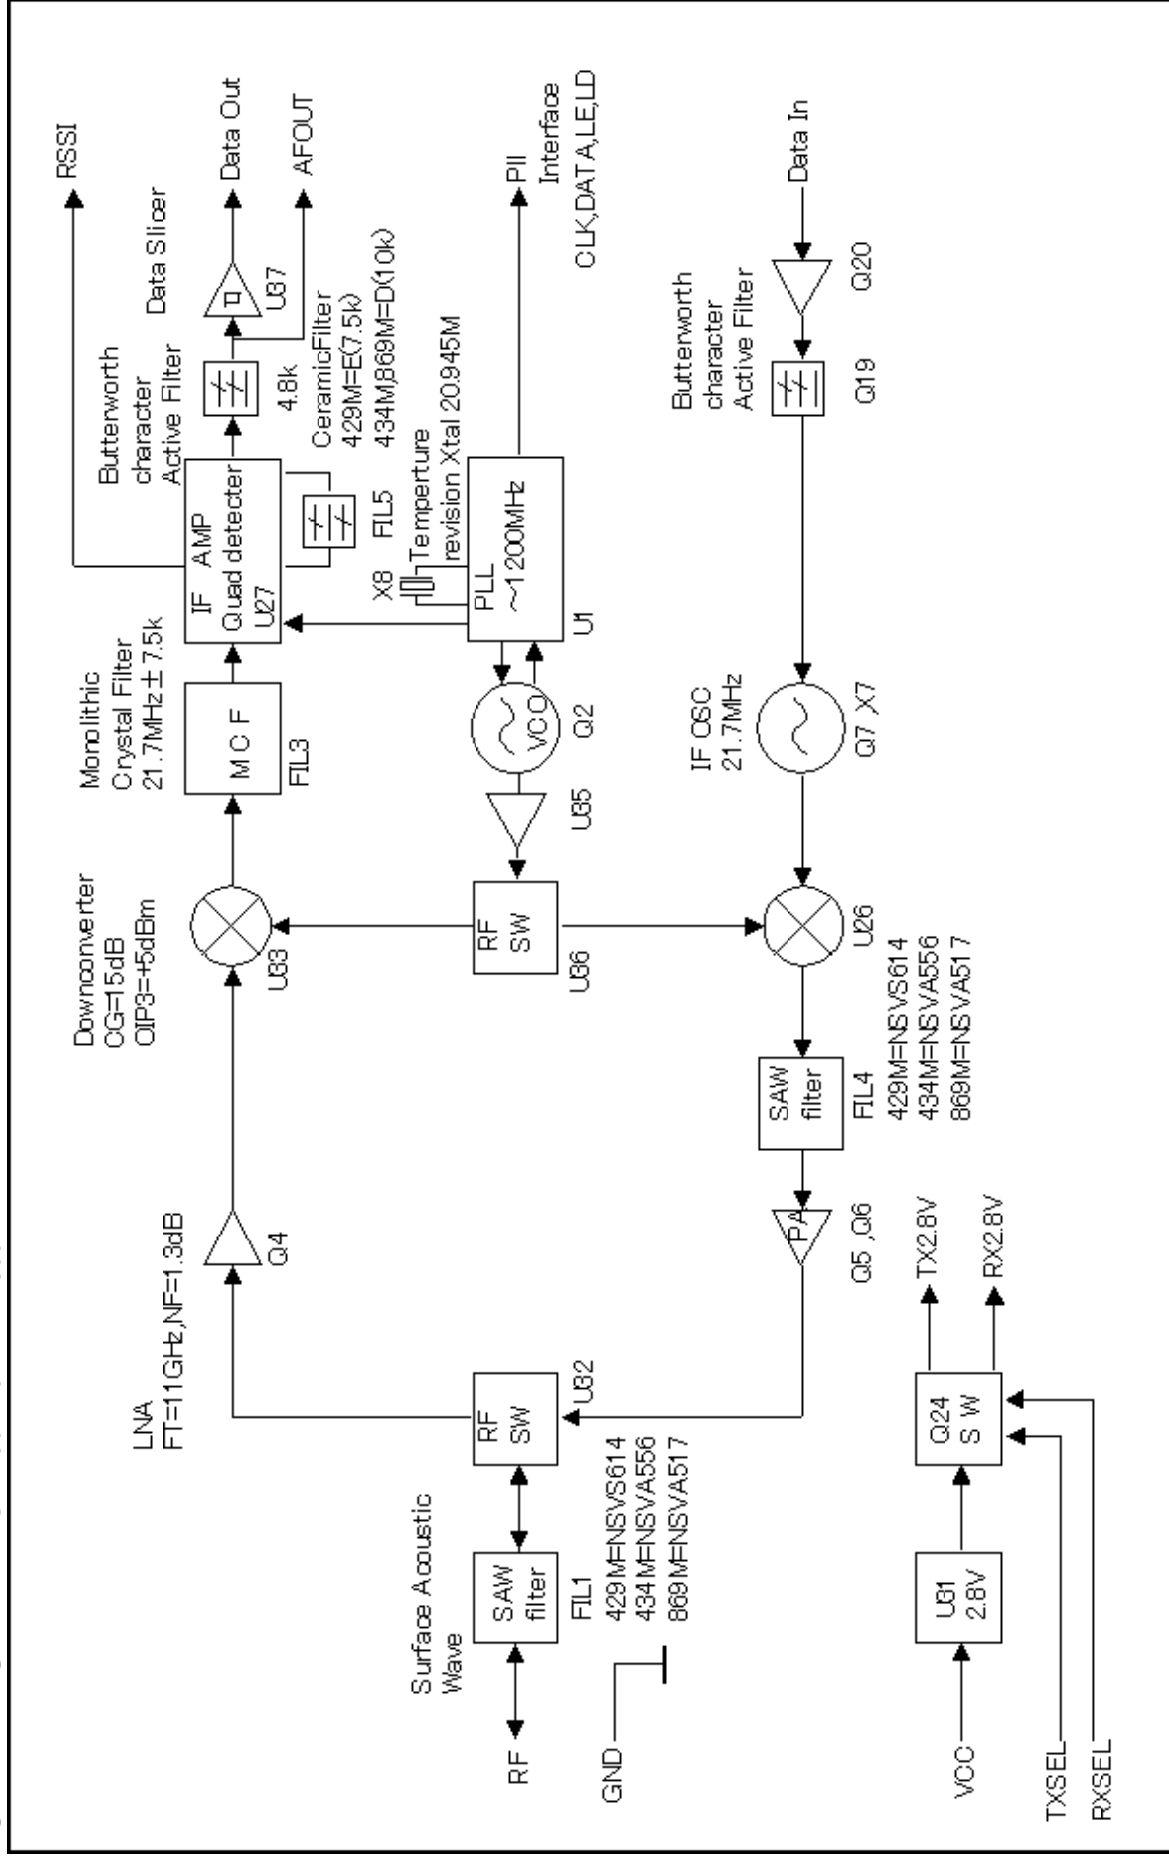 RSSI
Data Out
AFOUT
Data Slicer
U37
Butterworth
character
Active Filter
4.8k
CeramicFilter
429M=E(7.5k)
434M,869M=D(10k)
IF AMP
Quad detecter
U27
FIL5
Monolithic
Crystal Filter
21.7MHz±7.5k
M C F
FIL3
Downconverter
CG=15dB
OIP3=+5dBm
U33
LNA
FT=11GHz,NF=1.3dB
Q4
Pll
Interface
CLK,DATA,LE,LD
X8
Temperture
revision Xtal 20.945M
PLL
~1200MHz
U1
VCO
Q2
U35
RF
SW
U36
RF
SW
U32
Surface Acoustic
Wave
SAW
filter
FIL1
429M=NSVS614
434M=NSVA556
869M=NSVA517
RF
GND
Data In
Q20
Butterworth
character
Active Filter
Q19
IF OSC
21.7MHz
Q7 ,X7
U26
SAW
filter
FIL4
429M=NSVS614
434M=NSVA556
869M=NSVA517
PA
Q5 ,Q6
TX2.8V
RX2.8V
Q24
S W
U31
2.8V
VCC
TXSEL
RXSEL